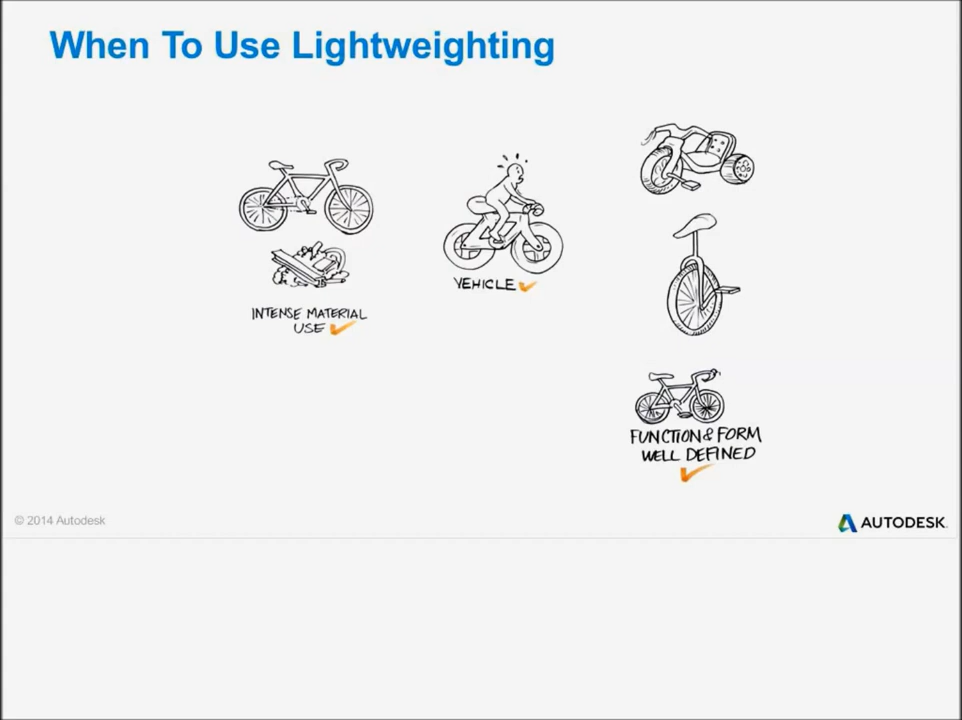 When To Use Lightweighting
INTENSE MATERIAL
USE
VEHICLE
FUNCTION & FORM
WELL DEFINED
© 2014 Autodesk
AUTODESK.